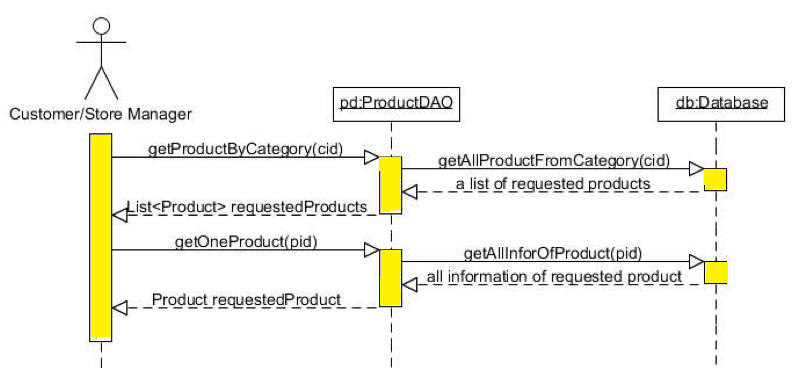 Customer/Store Manager
pd:ProductDAO
db:Database
getProductByCategory(cid)
getAllProductFromCategory(cid)
a list of requested products
List<Product> requestedProducts
getOneProduct(pid)
getAllInforOfProduct(pid)
all information of requested product
Product requestedProduct